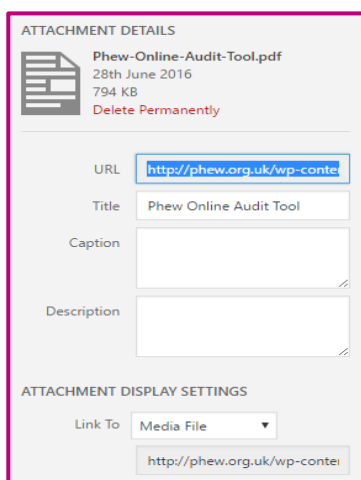 ATTACHMENT DETAILS
Phew-Online-Audit-Tool.pdf
28th June 2016
794 KB
Delete Permanently
URL http://phew.org.uk/wp-conte
Title Phew Online Audit Tool
Caption
Description
ATTACHMENT DISPLAY SETTINGS
Link To Media File
http://phew.org.uk/wp-conte